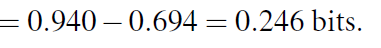 = 0.940 – 0.694 = 0.246 bits.